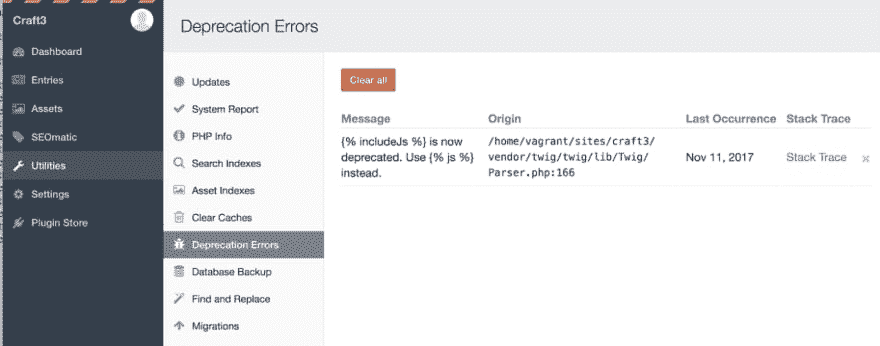 Craft3
Dashboard
Entries
Assets
SEOmatic
Utilities
Settings
Plugin Store
Deprecation Errors
Updates
System Report
PHP Info
Search Indexes
Asset Indexes
Clear Caches
Deprecation Errors
Database Backup
Find and Replace
Migrations
Clear all
Message Origin Last Occurrence Stack Trace
{% includeJs %} is now
deprecated. Use {% js %}
instead.
/home/vagrant/sites/craft3/
vendor/twig/twig/lib/Twig/
Parser.php:166
Nov 11, 2017
Stack Trace